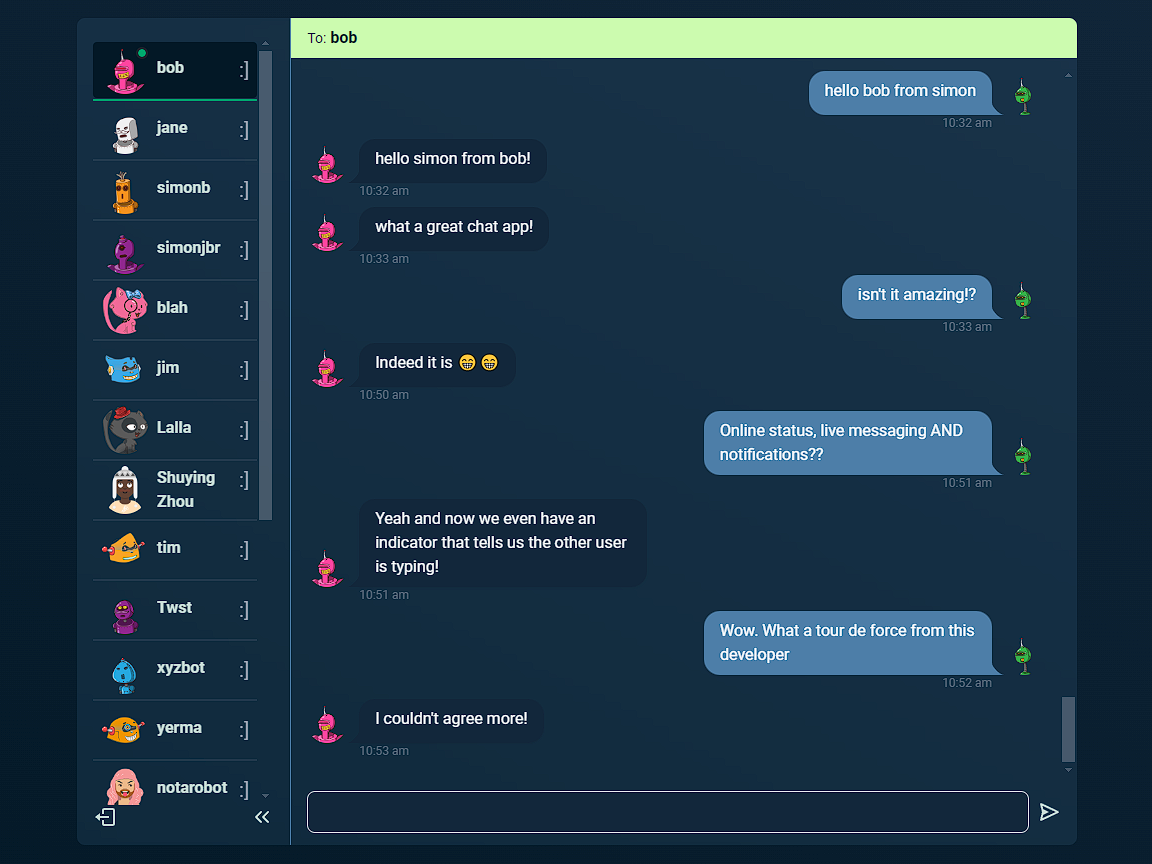 bob :]
jane :]
simonb :]
simonjbr :]
blah :]
jim :]
Lalla :]
Shuying :]
Zhou
tim :]
Twst :]
xyzbot :]
yerma :]
notarobot :]
To: bob
hello bob from simon
10:32 am
hello simon from bob!
10:32 am
what a great chat app!
10:33 am
isn't it amazing!?
10:33 am
Indeed it is 😁 😁
10:50 am
Online status, live messaging AND
notifications??
10:51 am
Yeah and now we even have an
indicator that tells us the other user
is typing!
10:51 am
Wow. What a tour de force from this
developer
10:52 am
I couldn't agree more!
10:53 am